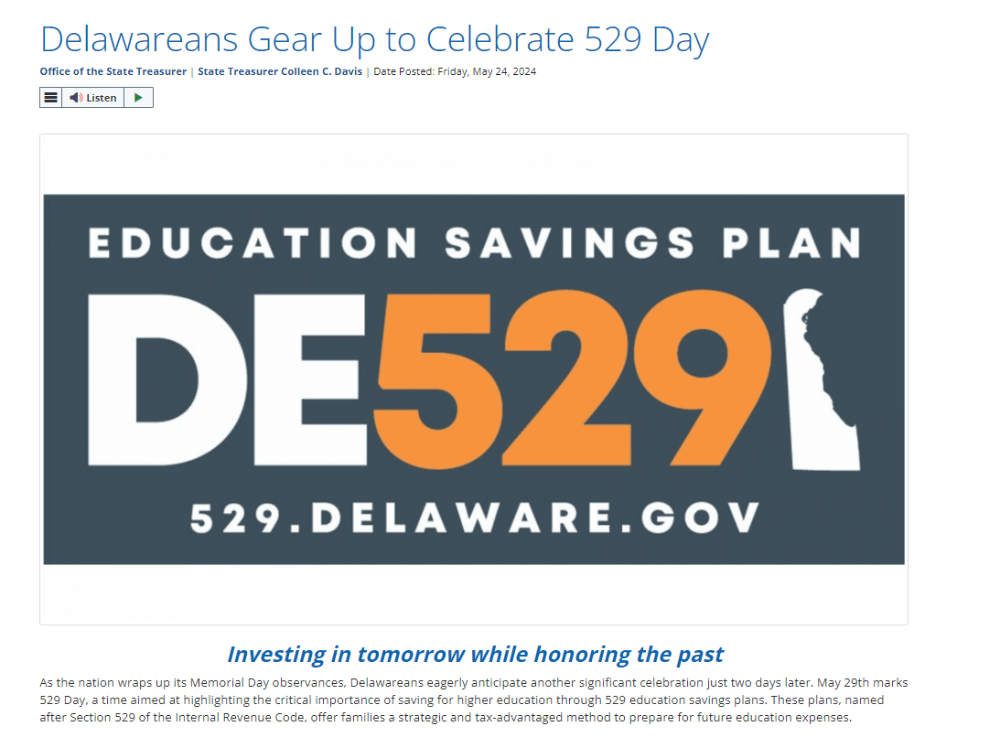 Delawareans Gear Up to Celebrate 529 Day
Office of the State Treasurer | State Treasurer Colleen C. Davis | Date Posted: Friday, May 24, 2024
Listen
EDUCATION SAVINGS PLAN
DE529
529.DELAWARE.GOV
Investing in tomorrow while honoring the past
As the nation wraps up its Memorial Day observances, Delawareans eagerly anticipate another significant celebration just two days later. May 29th marks
529 Day, a time aimed at highlighting the critical importance of saving for higher education through 529 education savings plans. These plans, named
after Section 529 of the Internal Revenue Code, offer families a strategic and tax-advantaged method to prepare for future education expenses.